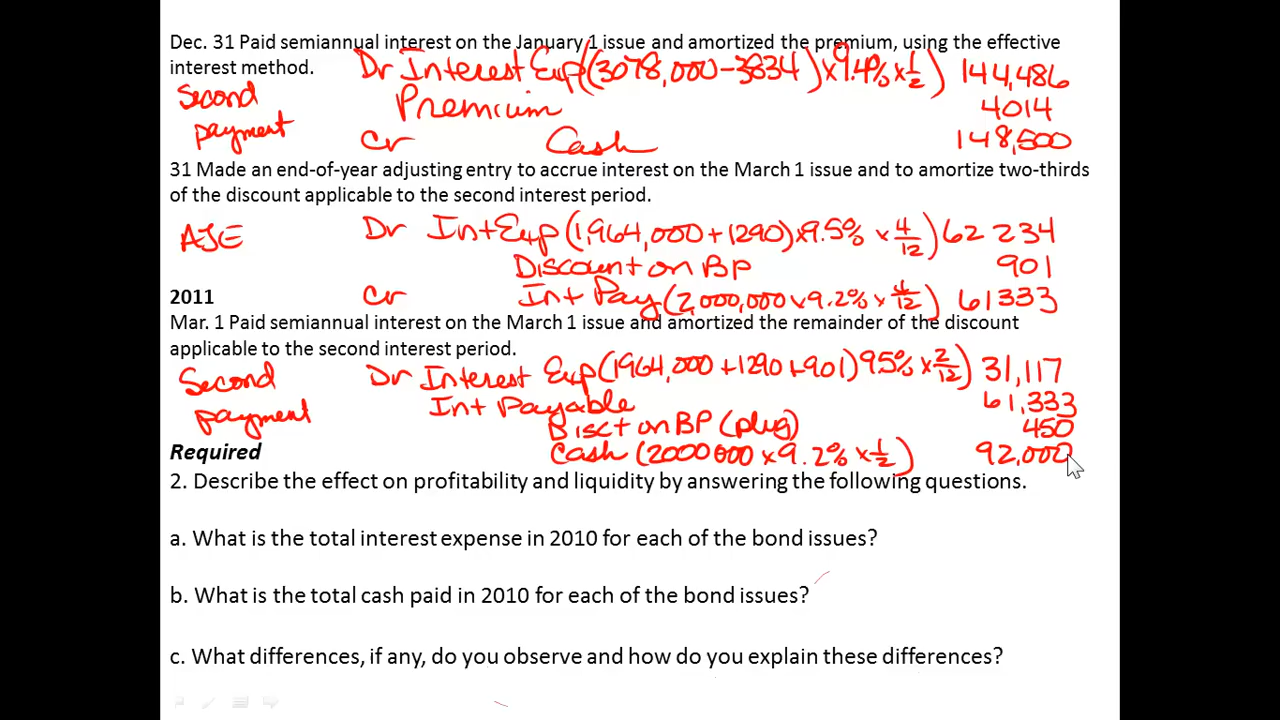 Dec. 31 Paid semiannual interest on the January 1 issue and amortized the premium, using the effective
interest method. Dr Interest Exp (3078,000-3834) x 9.4% x 1/2) 144,486
Second Premium 4014
payment Cr Cash 148,500
31 Made an end-of-year adjusting entry to accrue interest on the March 1 issue and to amortize two-thirds
of the discount applicable to the second interest period.
AJE Dr Int Exp (1,964,000+1290) x 9.5% x 4/12) 62 234
Discount on BP 901
2011 Cr Int Pay (2,000,000 x 9.2% x 4/12) 61333
Mar. 1 Paid semiannual interest on the March 1 issue and amortized the remainder of the discount
applicable to the second interest period.
Second Dr Interest Exp (1964,000 +1290 +901) 95% x 2/12) 31,117
payment Int Payable 61,333
Disct on BP (plug) 450
Required Cash (2000000 x 9.2% x 1/2) 92,000
2. Describe the effect on profitability and liquidity by answering the following questions.
a. What is the total interest expense in 2010 for each of the bond issues?
b. What is the total cash paid in 2010 for each of the bond issues?
c. What differences, if any, do you observe and how do you explain these differences?